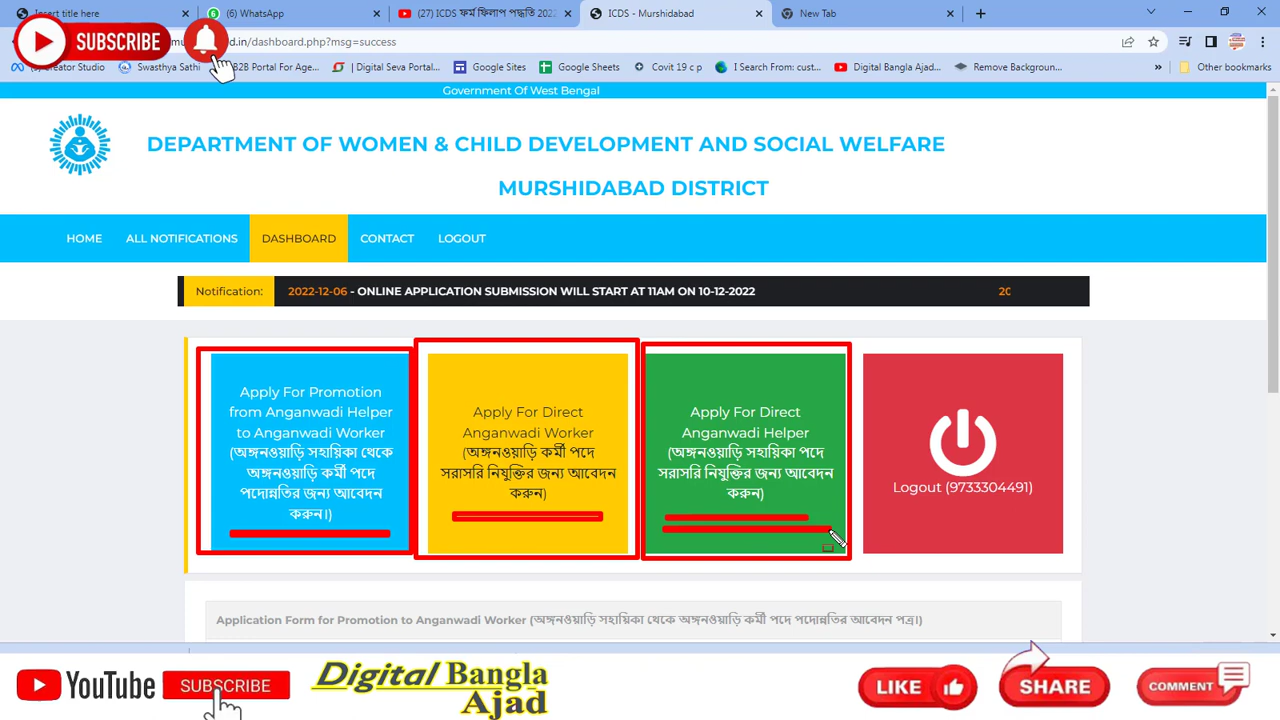 (6) WhatsApp
(27) ICDS ফর্ম ফিলাপ পদ্ধতি 2022
ICDS - Murshidabad
New Tab
SUBSCRIBE
d.in/dashboard.php?msg=success
Creator Studio
Swasthya Sathi
B2B Portal For Age...
| Digital Seva Portal...
Google Sites
Google Sheets
Covit 19 c p
I Search From: cust...
Digital Bangla Ajad...
Remove Backgroun...
»
Other bookmarks
Government Of West Bengal
DEPARTMENT OF WOMEN & CHILD DEVELOPMENT AND SOCIAL WELFARE
MURSHIDABAD DISTRICT
HOME
ALL NOTIFICATIONS
DASHBOARD
CONTACT
LOGOUT
Notification:
2022-12-06 - ONLINE APPLICATION SUBMISSION WILL START AT 11AM ON 10-12-2022
20
Apply For Promotion
from Anganwadi Helper
to Anganwadi Worker
(অঙ্গনওয়াড়ি সহায়িকা থেকে
অঙ্গনওয়াড়ি কর্মী পদে
পদোন্নতির জন্য আবেদন
করুন।)
Apply For Direct
Anganwadi Worker
(অঙ্গনওয়াড়ি কর্মী পদে
সরাসরি নিযুক্তির জন্য আবেদন
করুন)
Apply For Direct
Anganwadi Helper
(অঙ্গনওয়াড়ি সহায়িকা পদে
সরাসরি নিযুক্তির জন্য আবেদন
করুন)
Logout (9733304491)
Application Form for Promotion to Anganwadi Worker (অঙ্গনওয়াড়ি সহায়িকা থেকে অঙ্গনওয়াড়ি কর্মী পদে পদোন্নতির আবেদন পত্র।)
YouTube
SUBSCRIBE
Digital Bangla
Ajad
LIKE
SHARE
COMMENT